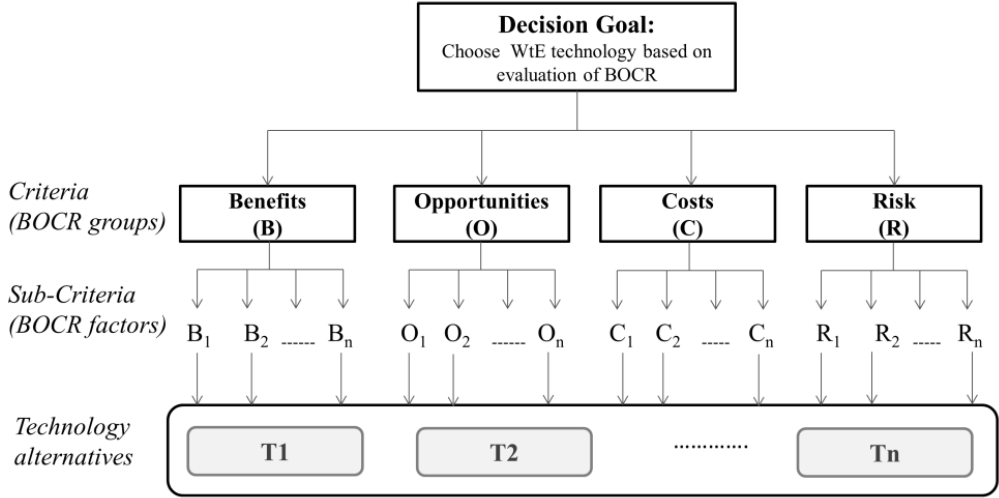 Decision Goal:
Choose WtE technology based on
evaluation of BOCR
Criteria
(BOCR groups)
Benefits
(B)
Opportunities
(O)
Costs
(C)
Risk
(R)
Sub-Criteria
(BOCR factors)
B₁ B₂ ------ Bₙ O₁ O₂ ------ Oₙ C₁ C₂ ----- Cₙ R₁ R₂ ----- Rₙ
Technology
alternatives
T1 T2 ............. Tn